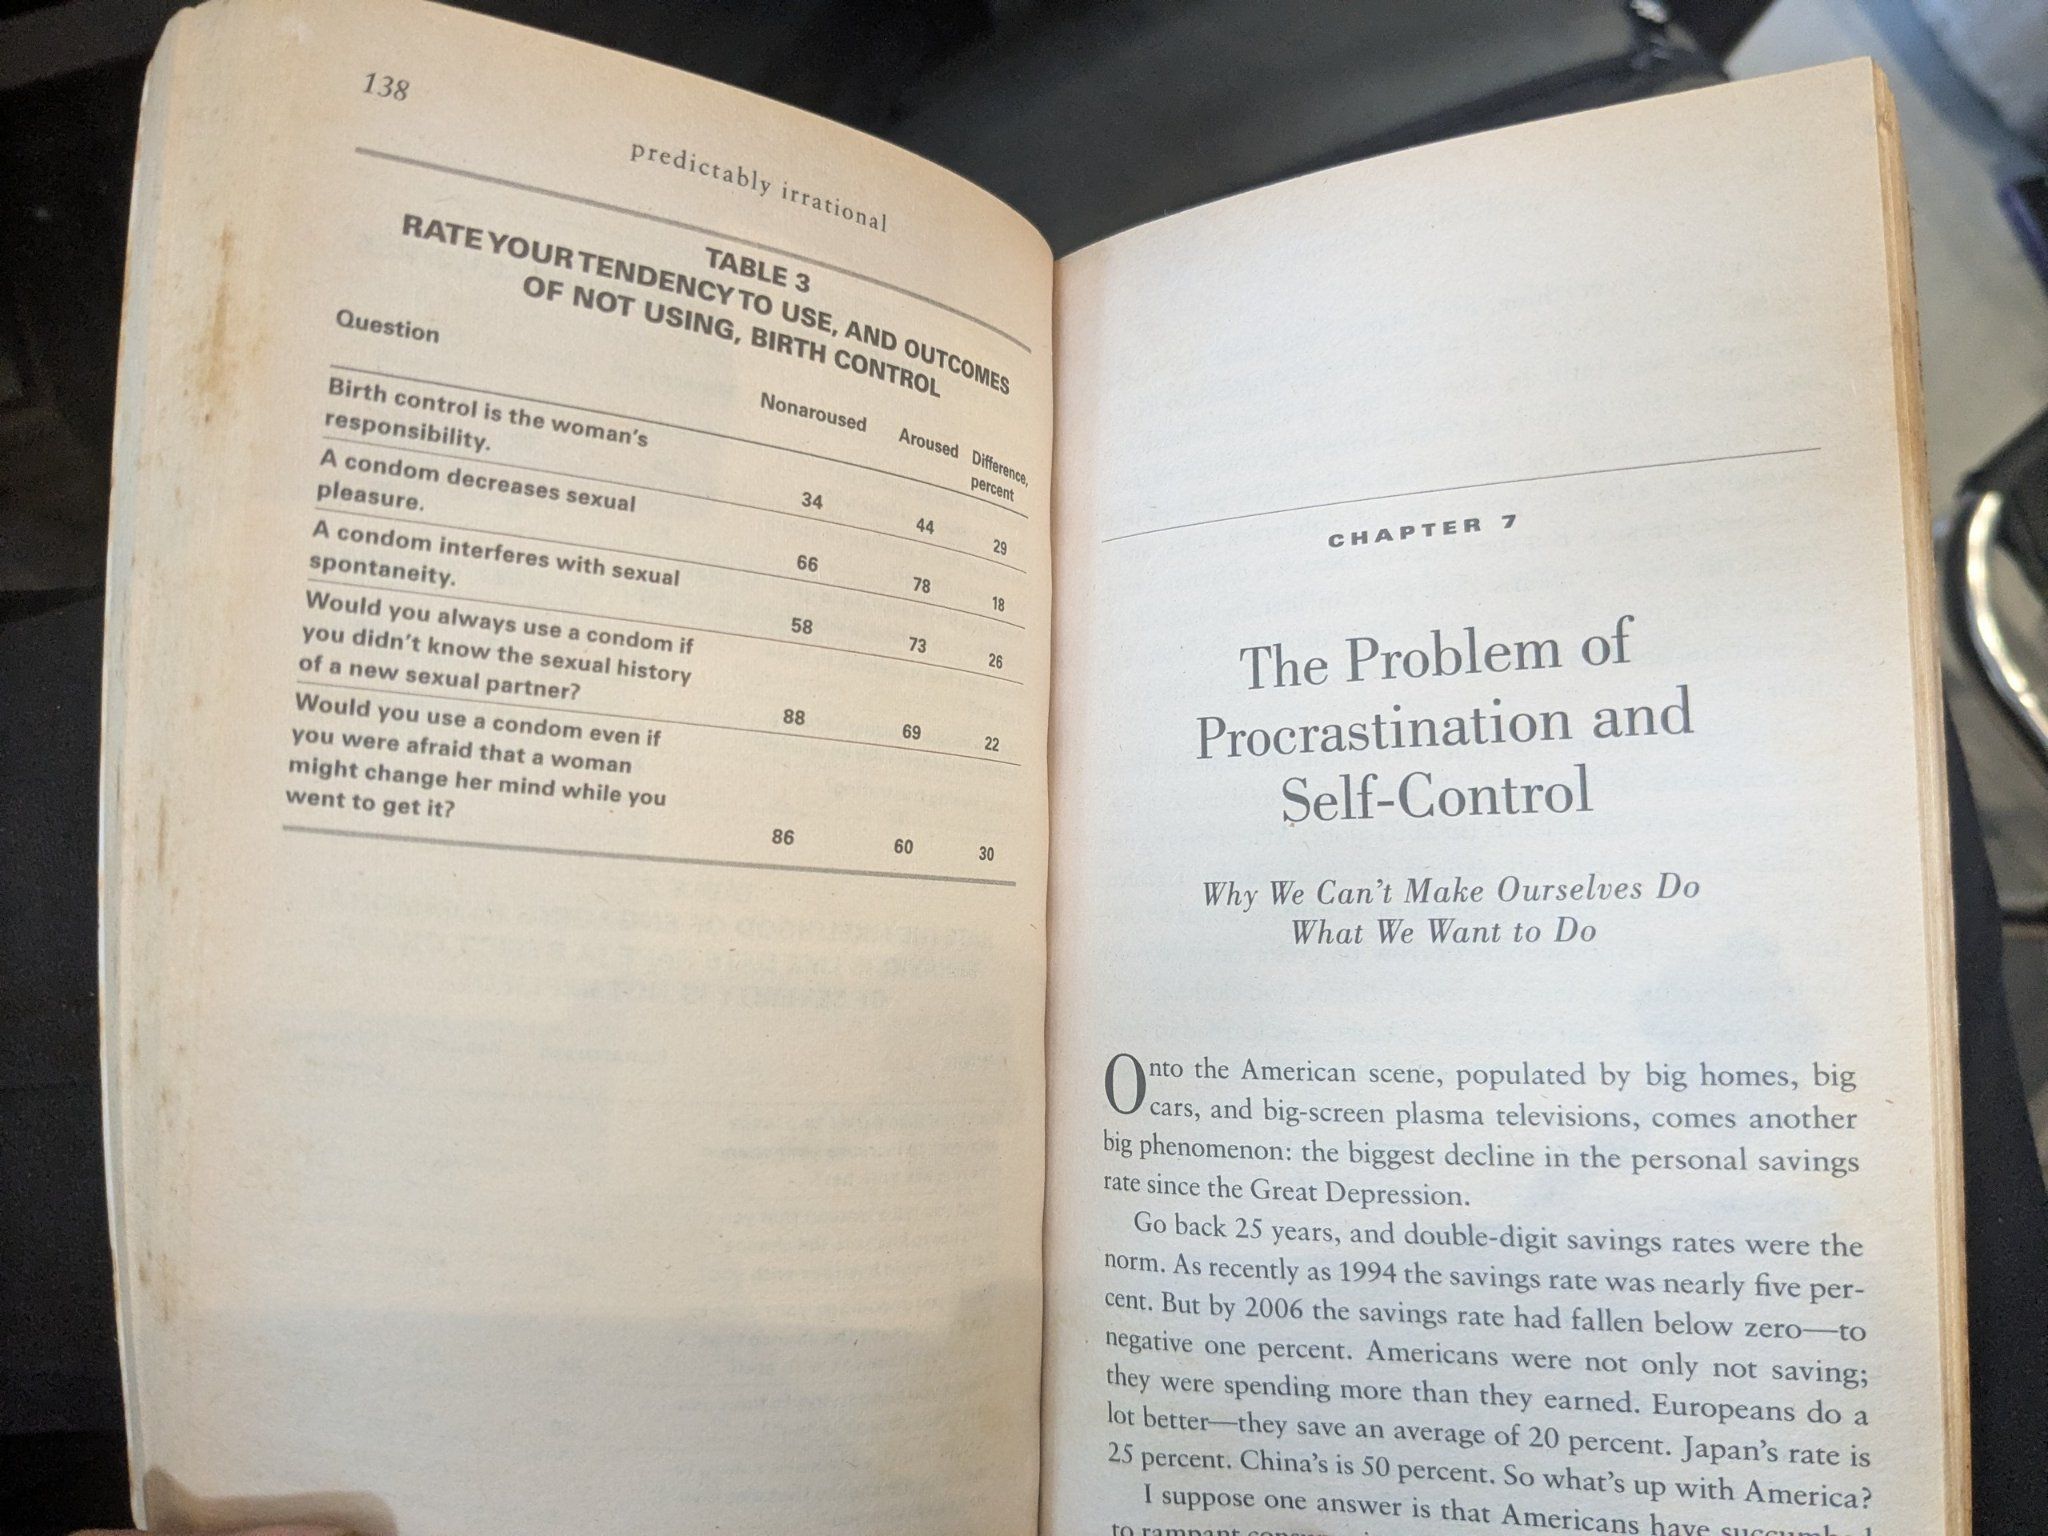 138
predictably irrational
TABLE 3
RATE YOUR TENDENCY TO USE, AND OUTCOMES
OF NOT USING, BIRTH CONTROL
Question Nonaroused Aroused Difference,
percent
Birth control is the woman's
responsibility. 34 44 29
A condom decreases sexual
pleasure. 66 78 18
A condom interferes with sexual
spontaneity. 58 73 26
Would you always use a condom if
you didn't know the sexual history
of a new sexual partner? 88 69 22
Would you use a condom even if
you were afraid that a woman
might change her mind while you
went to get it? 86 60 30
CHAPTER 7
The Problem of
Procrastination and
Self-Control
Why We Can't Make Ourselves Do
What We Want to Do
Onto the American scene, populated by big homes, big
cars, and big-screen plasma televisions, comes another
big phenomenon: the biggest decline in the personal savings
rate since the Great Depression.
Go back 25 years, and double-digit savings rates were the
norm. As recently as 1994 the savings rate was nearly five per-
cent. But by 2006 the savings rate had fallen below zero—to
negative one percent. Americans were not only not saving;
they were spending more than they earned. Europeans do a
lot better—they save an average of 20 percent. Japan's rate is
25 percent. China's is 50 percent. So what's up with America?
I suppose one answer is that Americans have succumbed
to rampant